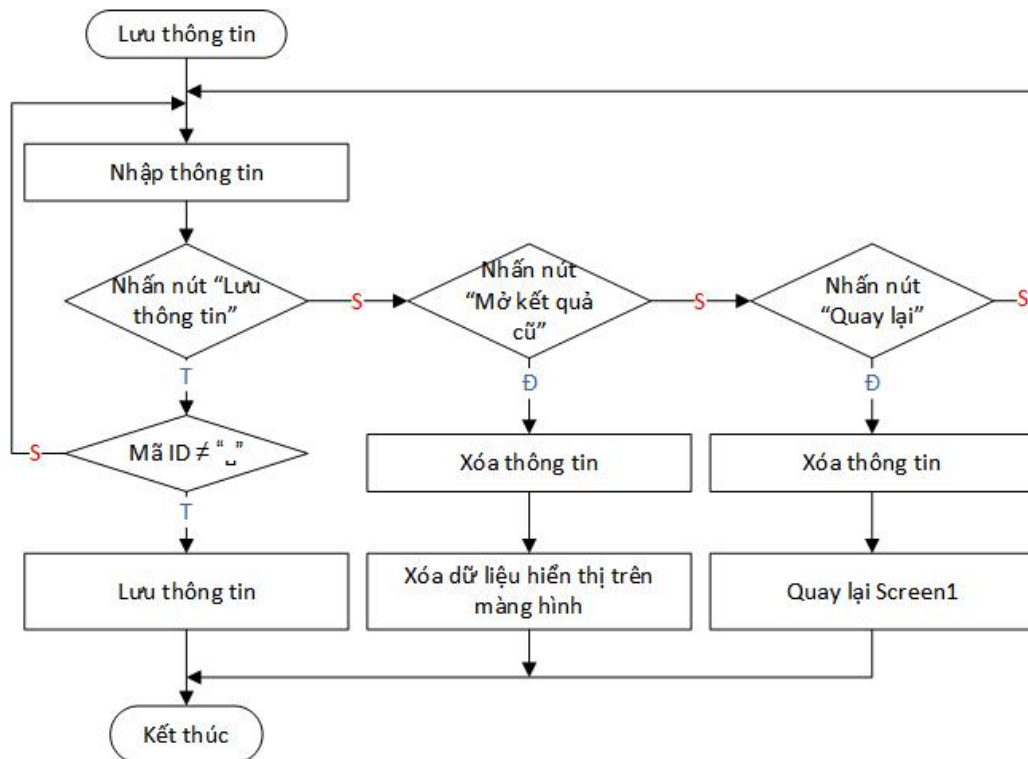 Lưu thông tin
Nhập thông tin
Nhấn nút “Lưu
thông tin”
S
Nhấn nút
“Mở kết quả
cũ”
S
Nhấn nút
“Quay lại”
S
T
Đ
Đ
S
Mã ID ≠ “ ⎵”
Xóa thông tin
Xóa thông tin
T
Lưu thông tin
Xóa dữ liệu hiển thị trên
màng hình
Quay lại Screen1
Kết thúc